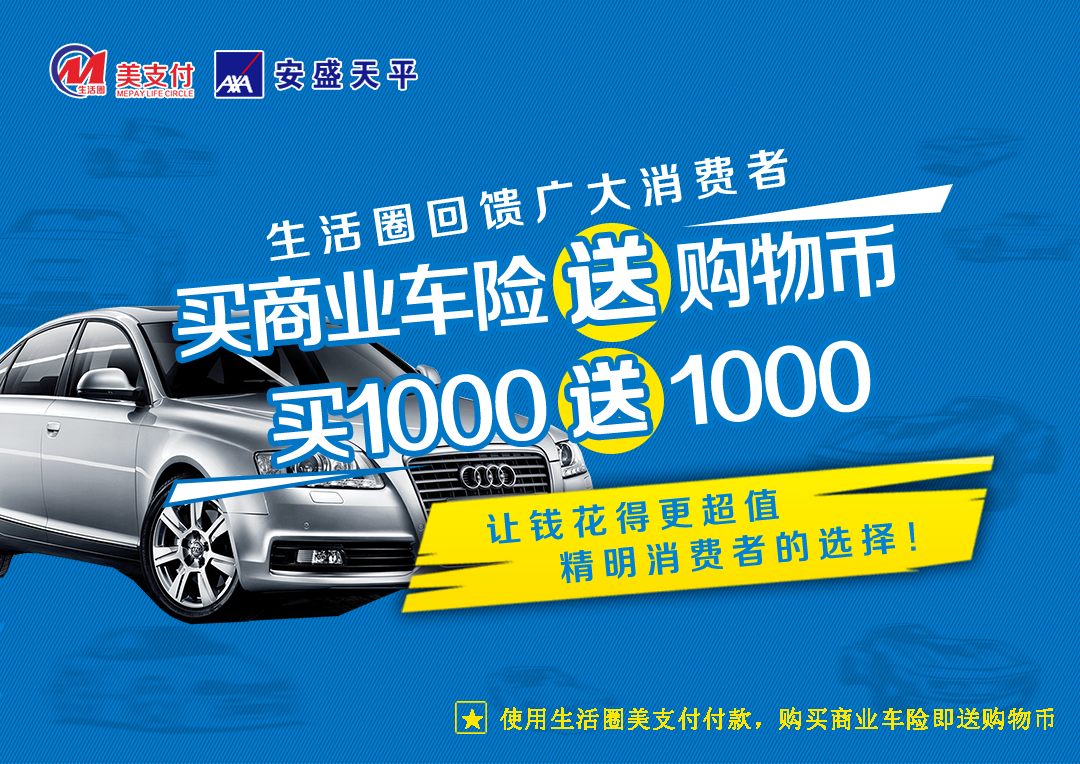 生活圈
美支付
MEPAY LIFE CIRCLE
AXA
安盛天平
生活圈回馈广大消费者
买商业车险送购物币
买1000送1000
让钱花得更超值
精明消费者的选择！
使用生活圈美支付付款，购买商业车险即送购物币